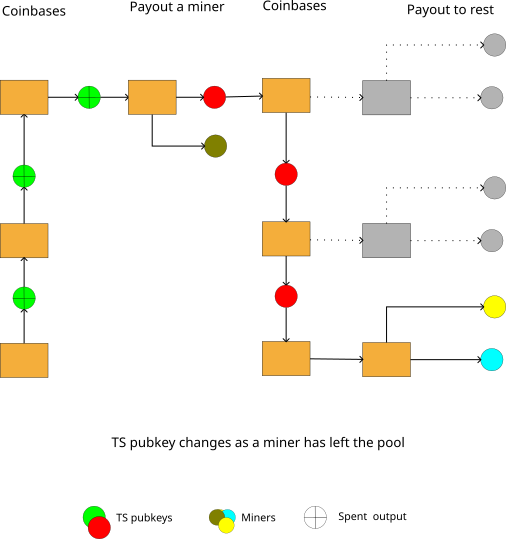 Coinbases
Payout a miner
Coinbases
Payout to rest
TS pubkey changes as a miner has left the pool
TS pubkeys
Miners
Spent output